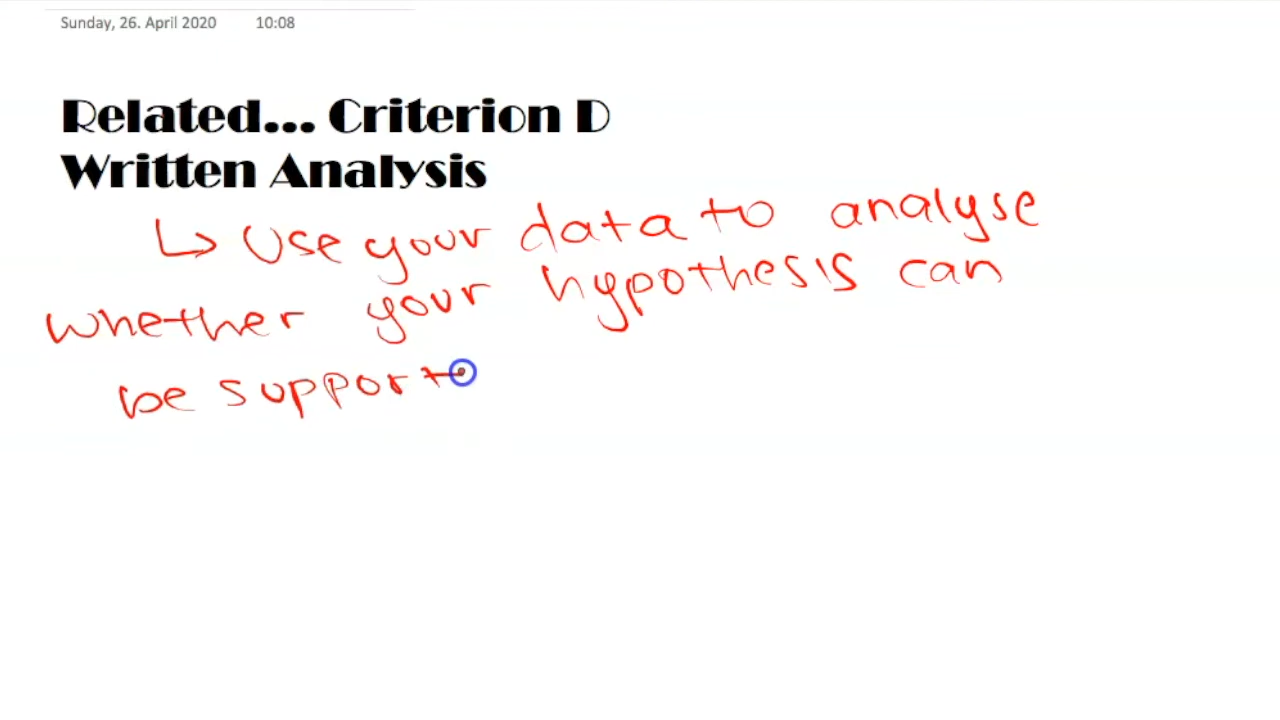 Sunday, 26. April 2020 10:08
Related... Criterion D
Written Analysis
↳ Use your data to analyse
whether your hypothesis can
be support